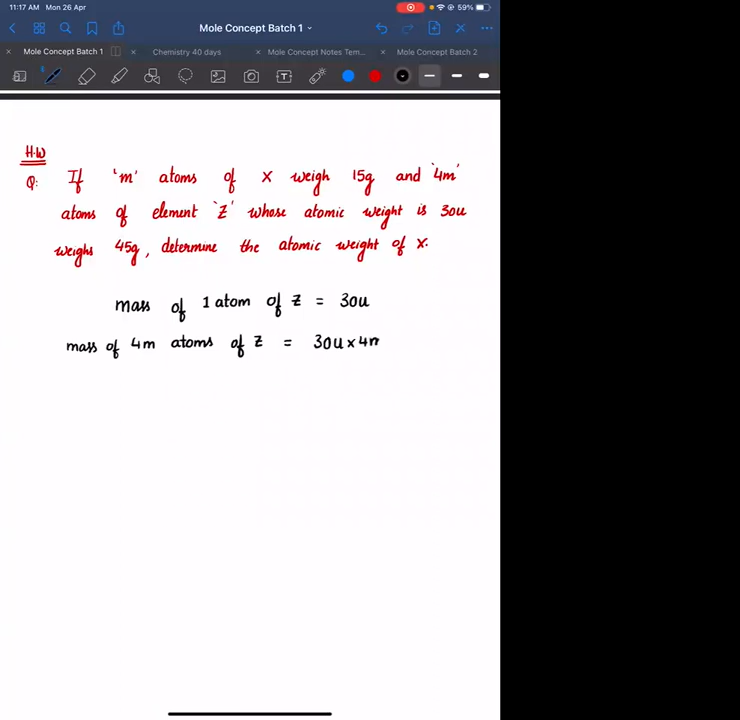 11:17 AM Mon 26 Apr 59%
Mole Concept Batch 1
Mole Concept Batch 1 Chemistry 40 days Mole Concept Notes Tem... Mole Concept Batch 2
H.W
Q: If 'm' atoms of X weigh 15g and '4m'
atoms of element 'Z' whose atomic weight is 30u
weighs 45g, determine the atomic weight of X.
mass of 1 atom of Z = 30u
mass of 4m atoms of Z = 30u × 4m